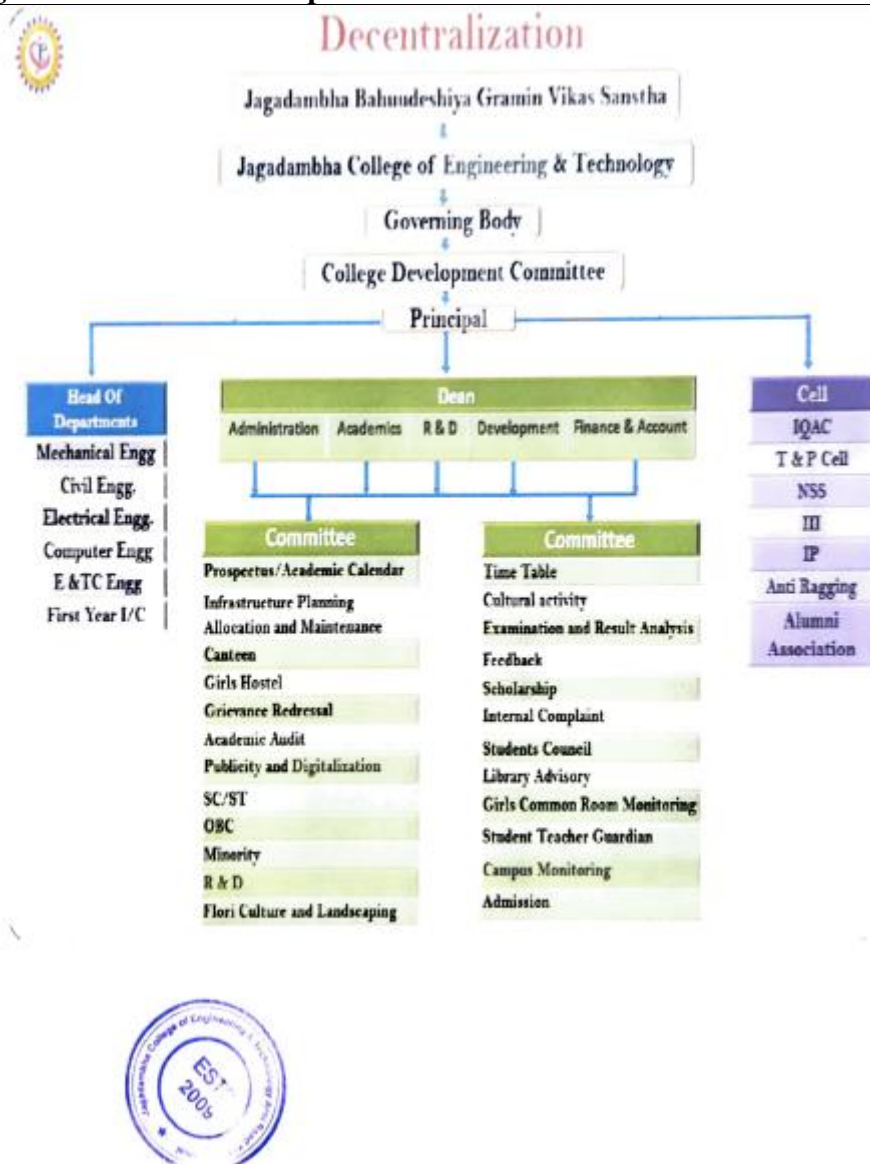 Decentralization
Jagadambha Bahuudeshiya Gramin Vikas Sanstha
Jagadambha College of Engineering & Technology
Governing Body
College Development Committee
Principal
Head Of
Departments
Mechanical Engg
Civil Engg.
Electrical Engg.
Computer Engg
E &TC Engg
First Year I/C
Dean
Administration Academics R & D Development Finance & Account
Committee
Prospectus/Academic Calendar
Infrastructure Planning
Allocation and Maintenance
Canteen
Girls Hostel
Grievance Redressal
Academic Audit
Publicity and Digitalization
SC/ST
OBC
Minority
R & D
Flori Culture and Landscaping
Committee
Time Table
Cultural activity
Examination and Result Analysis
Feedback
Scholarship
Internal Complaint
Students Council
Library Advisory
Girls Common Room Monitoring
Student Teacher Guardian
Campus Monitoring
Admission
Cell
IQAC
T & P Cell
NSS
III
IP
Anti Ragging
Alumni
Association
Jagadambha College of Engineering &
2009